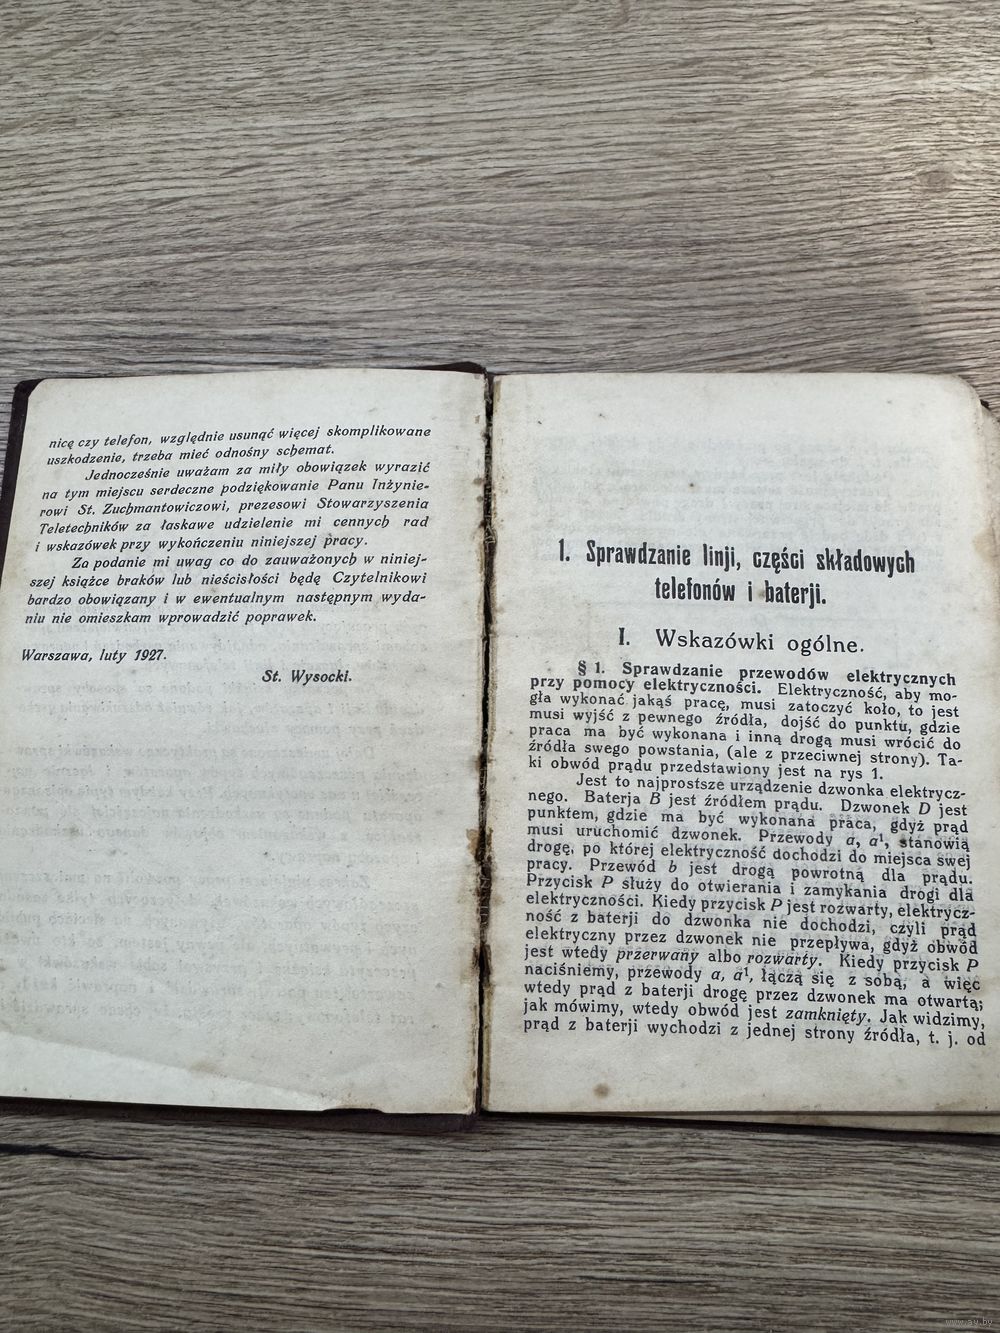 nicę czy telefon, względnie usunąć więcej skomplikowane
uszkodzenie, trzeba mieć odnośny schemat.
Jednocześnie uważam za miły obowiązek wyrazić
na tym miejscu serdeczne podziękowanie Panu Inżynie-
rowi St. Zuchmantowiczowi, prezesowi Stowarzyszenia
Teletechników za łaskawe udzielenie mi cennych rad
i wskazówek przy wykończeniu niniejszej pracy.
Za podanie mi uwag co do zauważonych w niniej-
szej książce braków lub nieścisłości będę Czytelnikowi
bardzo obowiązany i w ewentualnym następnym wyda-
niu nie omieszkam wprowadzić poprawek.
Warszawa, luty 1927.
St. Wysocki.
1. Sprawdzanie linji, części składowych
telefonów i baterji.
I. Wskazówki ogólne.
§ 1. Sprawdzanie przewodów elektrycznych
przy pomocy elektryczności. Elektryczność, aby mo-
gła wykonać jakąś pracę, musi zatoczyć koło, to jest
musi wyjść z pewnego źródła, dojść do punktu, gdzie
praca ma być wykonana i inną drogą musi wrócić do
źródła swego powstania, (ale z przeciwnej strony). Ta-
ki obwód prądu przedstawiony jest na rys 1.
Jest to najprostsze urządzenie dzwonka elektrycz-
nego. Baterja B jest źródłem prądu. Dzwonek D jest
punktem, gdzie ma być wykonana praca, gdyż prąd
musi uruchomić dzwonek. Przewody a, a¹, stanowią
drogę, po której elektryczność dochodzi do miejsca swej
pracy. Przewód b jest drogą powrotną dla prądu.
Przycisk P służy do otwierania i zamykania drogi dla
elektryczności. Kiedy przycisk P jest rozwarty, elektrycz-
ność z baterji do dzwonka nie dochodzi, czyli prąd
elektryczny przez dzwonek nie przepływa, gdyż obwód
jest wtedy przerwany albo rozwarty. Kiedy przycisk P
naciśniemy, przewody a, a¹, łączą się z sobą, a więc
wtedy prąd z baterji drogę przez dzwonek ma otwartą;
jak mówimy, wtedy obwód jest zamknięty. Jak widzimy,
prąd z baterji wychodzi z jednej strony źródła, t. j. od
www.ay.by